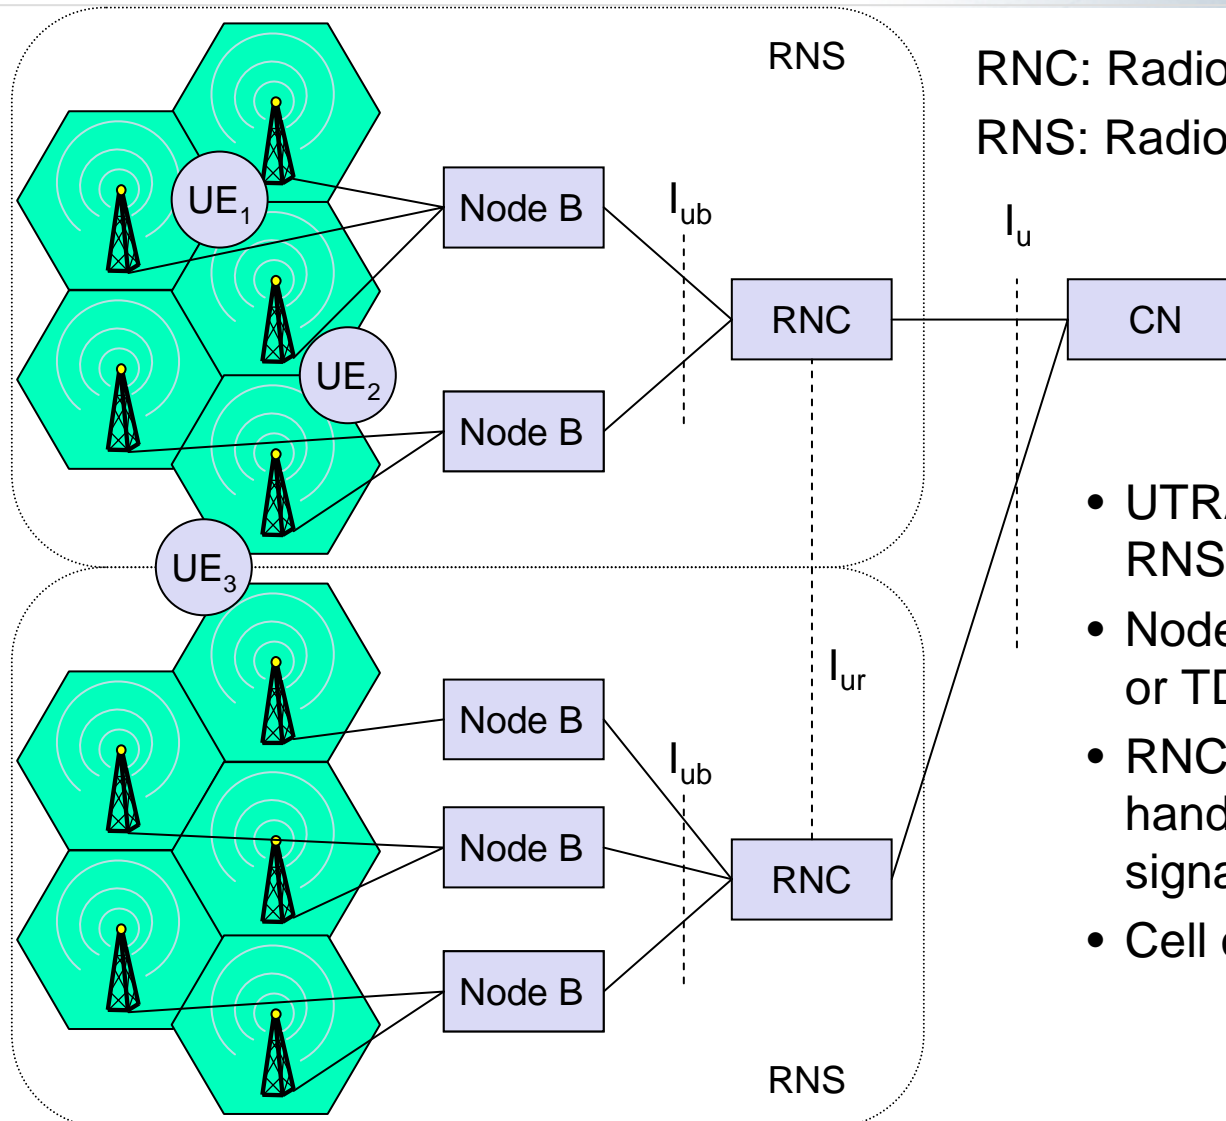 RNS
RNC: Radio
RNS: Radio
UE1
Node B
Iub
Iu
RNC
CN
UE2
Node B
• UTR
RNS
UE3
• Node
or TD
Iur
Node B
Iub
• RNC
hand
signa
Node B
RNC
• Cell
Node B
RNS